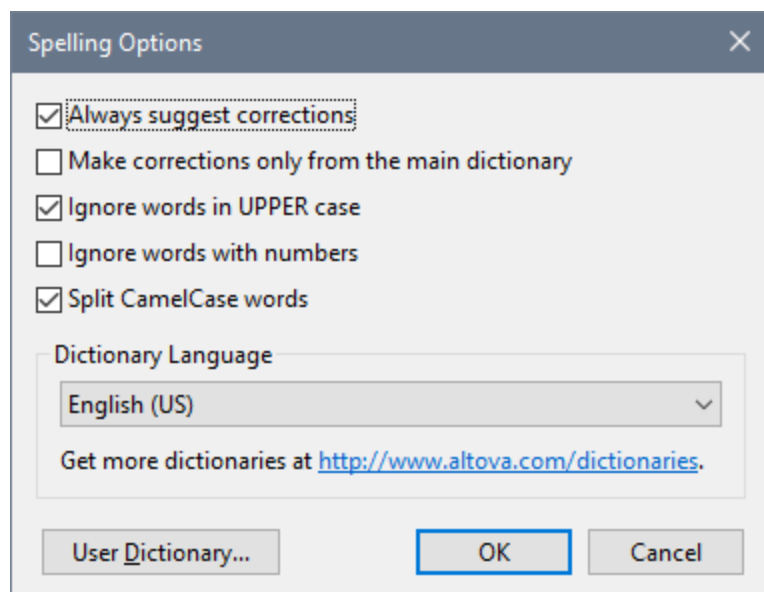 Spelling Options
Always suggest corrections
Make corrections only from the main dictionary
Ignore words in UPPER case
Ignore words with numbers
Split CamelCase words
Dictionary Language
English (US)
Get more dictionaries at http://www.altova.com/dictionaries.
User Dictionary... OK Cancel